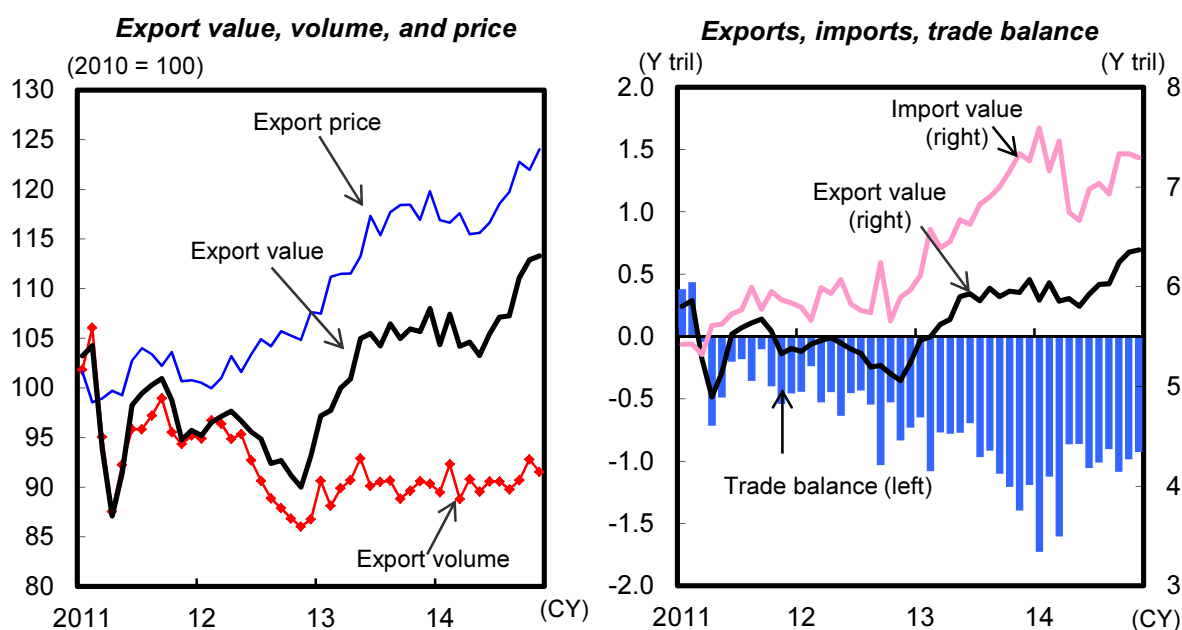 Export value, volume, and price
(2010 = 100)
130
125
120
115
110
105
100
95
90
85
80
Export price
Export value
Export volume
2011
12
13
14
(CY)
Exports, imports, trade balance
(Y tril)
(Y tril)
2.0
1.5
1.0
0.5
0.0
-0.5
-1.0
-1.5
-2.0
Import value
(right)
Export value
(right)
Trade balance (left)
8
7
6
5
4
3
2011
12
13
14
(CY)